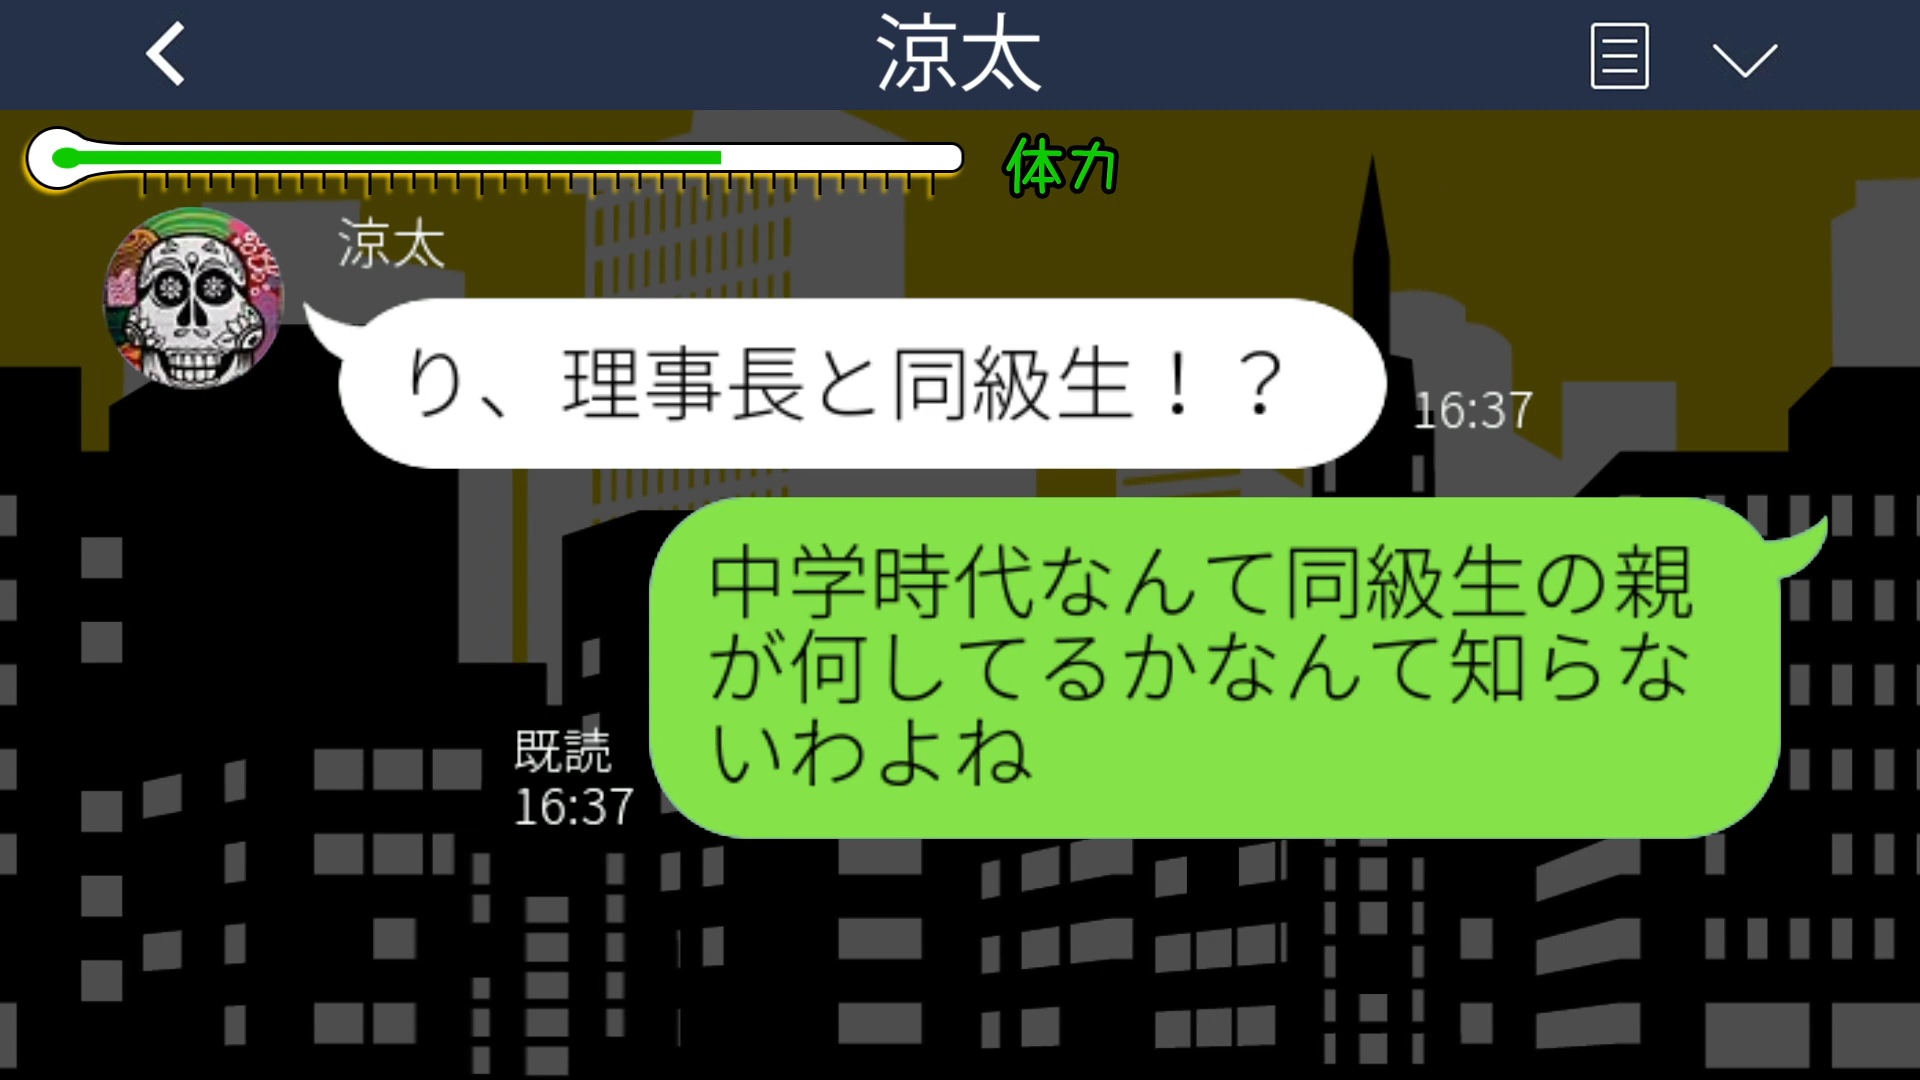 涼太
体力
涼太
り、理事長と同級生！？
16:37
中学時代なんて同級生の親
が何してるかなんて知らな
いわよね
既読
16:37